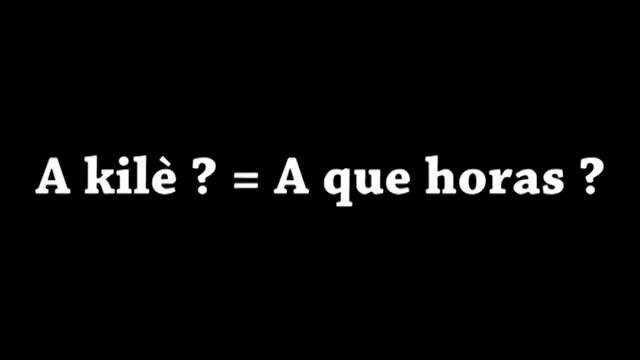 A kilè ? = A que horas ?